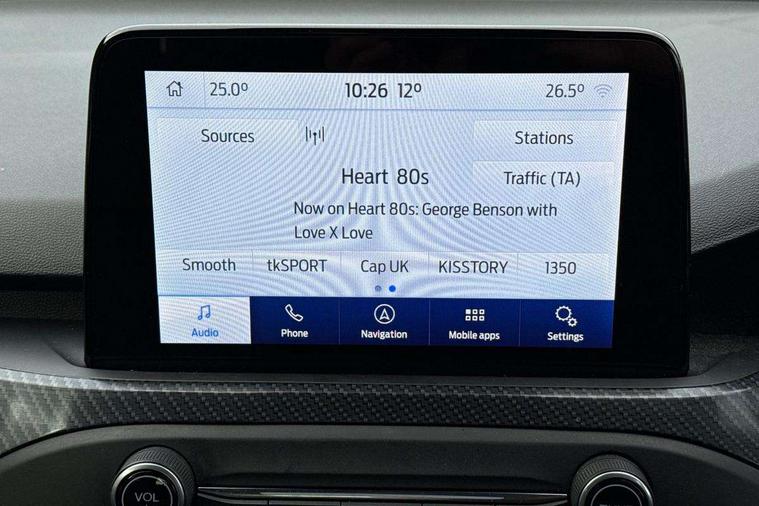 25.0º
10:26 12º
26.5º
Sources
Stations
Heart 80s
Traffic (TA)
Now on Heart 80s: George Benson with
Love X Love
Smooth
tkSPORT
Cap UK
KISSTORY
1350
Audio
Phone
Navigation
Mobile apps
Settings
VOL